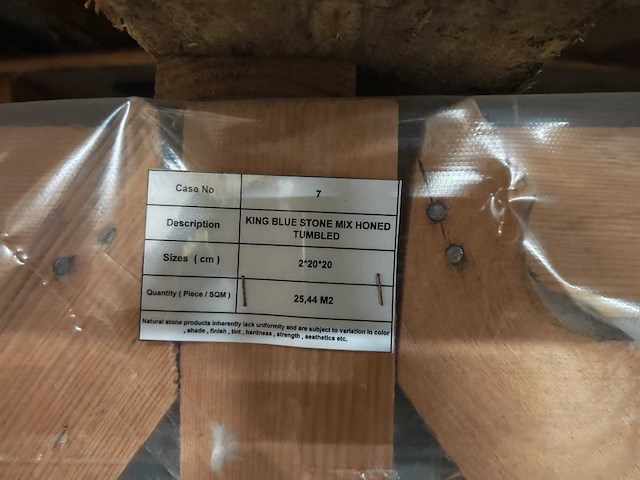 Case No 7
Description KING BLUE STONE MIX HONED
TUMBLED
Sizes ( cm ) 2*20*20
Quantity ( Piece / SQM ) 25,44 M2
Natural stone products inherently lack uniformity and are subject to variation in color
, shade , finish , tint , hardness , strength , aesthetics etc.